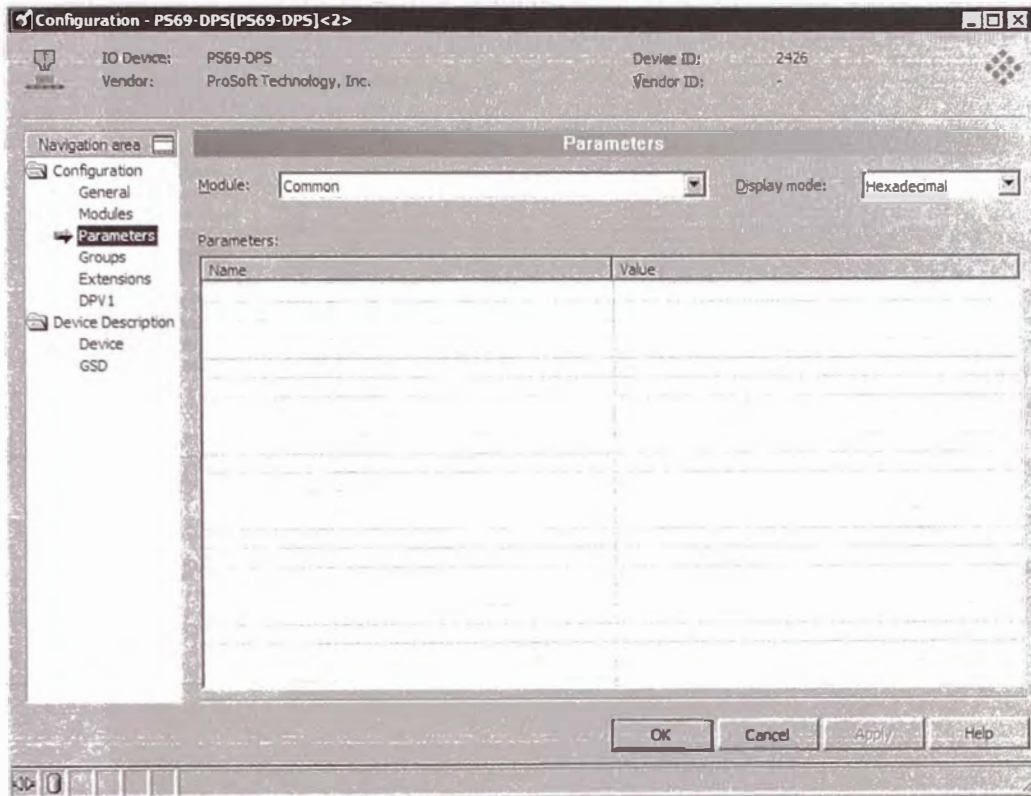 Configuration - PS69-DPS[PS69-DPS]<2>
IO Device: PS69-DPS Device ID: 2426
Vendor: ProSoft Technology, Inc. Vendor ID: -
Navigation area
Parameters
Configuration
General
Modules
Parameters
Groups
Extensions
DPV1
Device Description
Device
GSD
Module: Common Display mode: Hexadecimal
Parameters:
Name Value
OK Cancel Apply Help